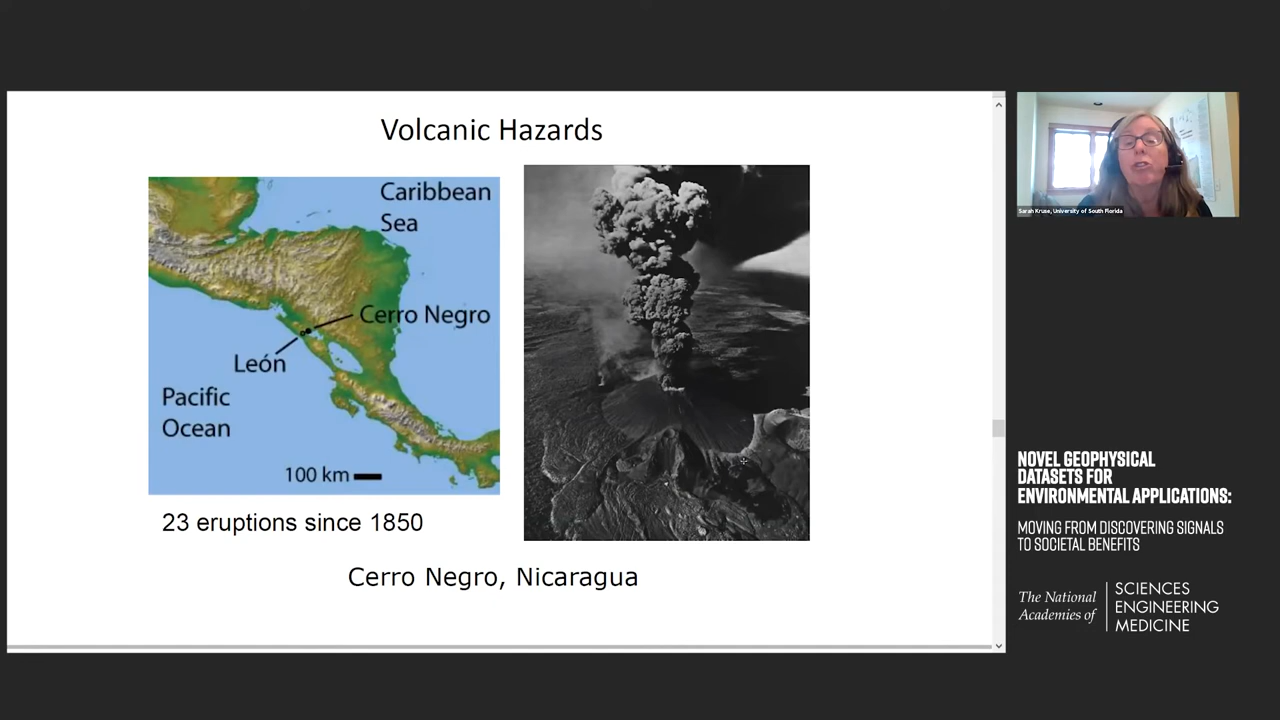 Volcanic Hazards
Caribbean
Sea
Cerro Negro
León
Pacific
Ocean
100 km
23 eruptions since 1850
Cerro Negro, Nicaragua
Sarah Kruse, University of South Florida
NOVEL GEOPHYSICAL
DATASETS FOR
ENVIRONMENTAL APPLICATIONS:
MOVING FROM DISCOVERING SIGNALS
TO SOCIETAL BENEFITS
The National
Academies of
SCIENCES
ENGINEERING
MEDICINE